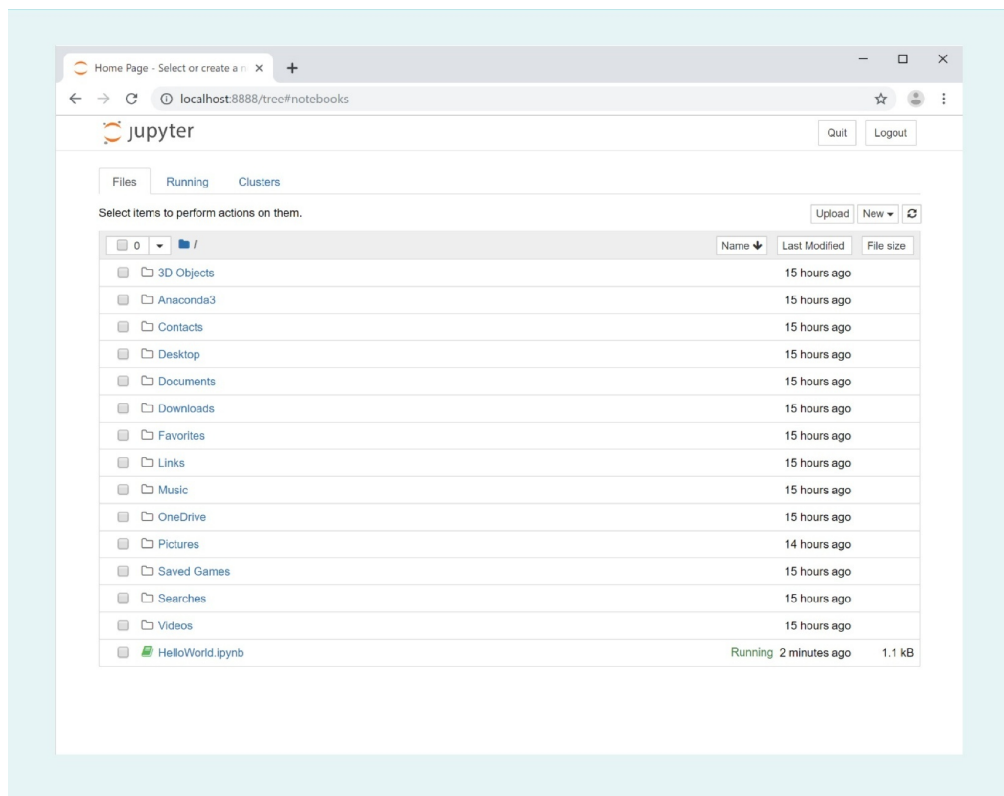 Home Page - Select or create a n
localhost:8888/tree#notebooks
jupyter
Quit Logout
Files Running Clusters
Select items to perform actions on them.
Upload New
0 / Name Last Modified File size
3D Objects 15 hours ago
Anaconda3 15 hours ago
Contacts 15 hours ago
Desktop 15 hours ago
Documents 15 hours ago
Downloads 15 hours ago
Favorites 15 hours ago
Links 15 hours ago
Music 15 hours ago
OneDrive 15 hours ago
Pictures 14 hours ago
Saved Games 15 hours ago
Searches 15 hours ago
Videos 15 hours ago
HelloWorld.ipynb Running 2 minutes ago 1.1 kB